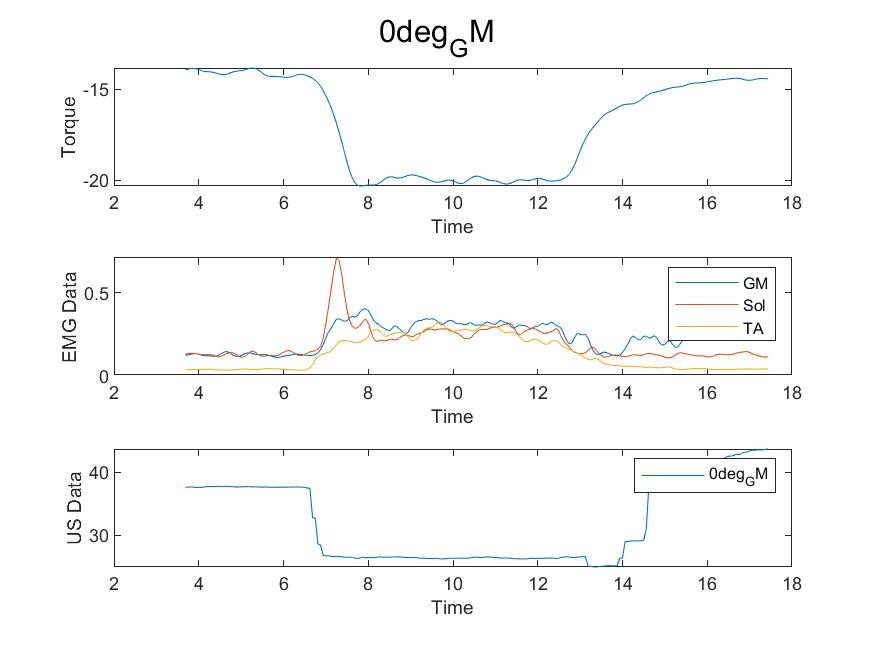 0deg_GM
-15
-20
Torque
2 4 6 8 10 12 14 16 18
Time
0.5
0
EMG Data
GM
Sol
TA
2 4 6 8 10 12 14 16 18
Time
40
30
US Data
0deg_GM
2 4 6 8 10 12 14 16 18
Time